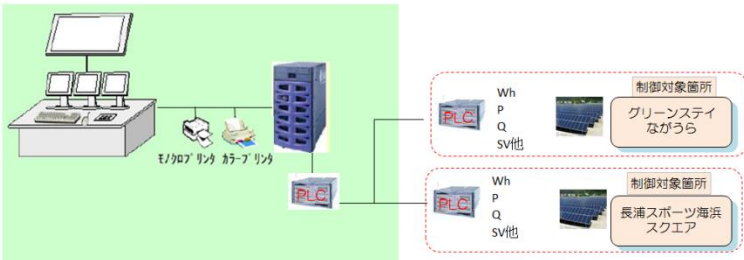 モノクロプリンタ カラープリンタ
PLC
PLC
Wh
P
Q
SV他
制御対象箇所
グリーンステイ
ながうら
PLC
Wh
P
Q
SV他
制御対象箇所
長浦スポーツ海浜
スクエア